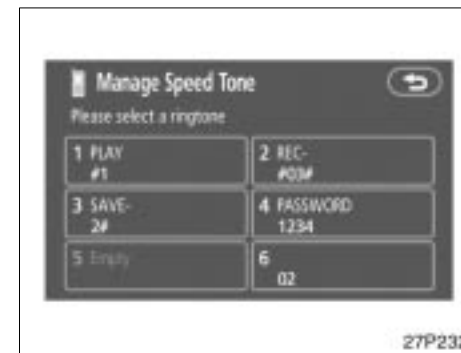 Manage Speed Tone
Please select a ringtone
1 PLAY
#1
2 REC-
#03#
3 SAVE-
2#
4 PASSWORD
1234
5 Empty
6
02
27P232